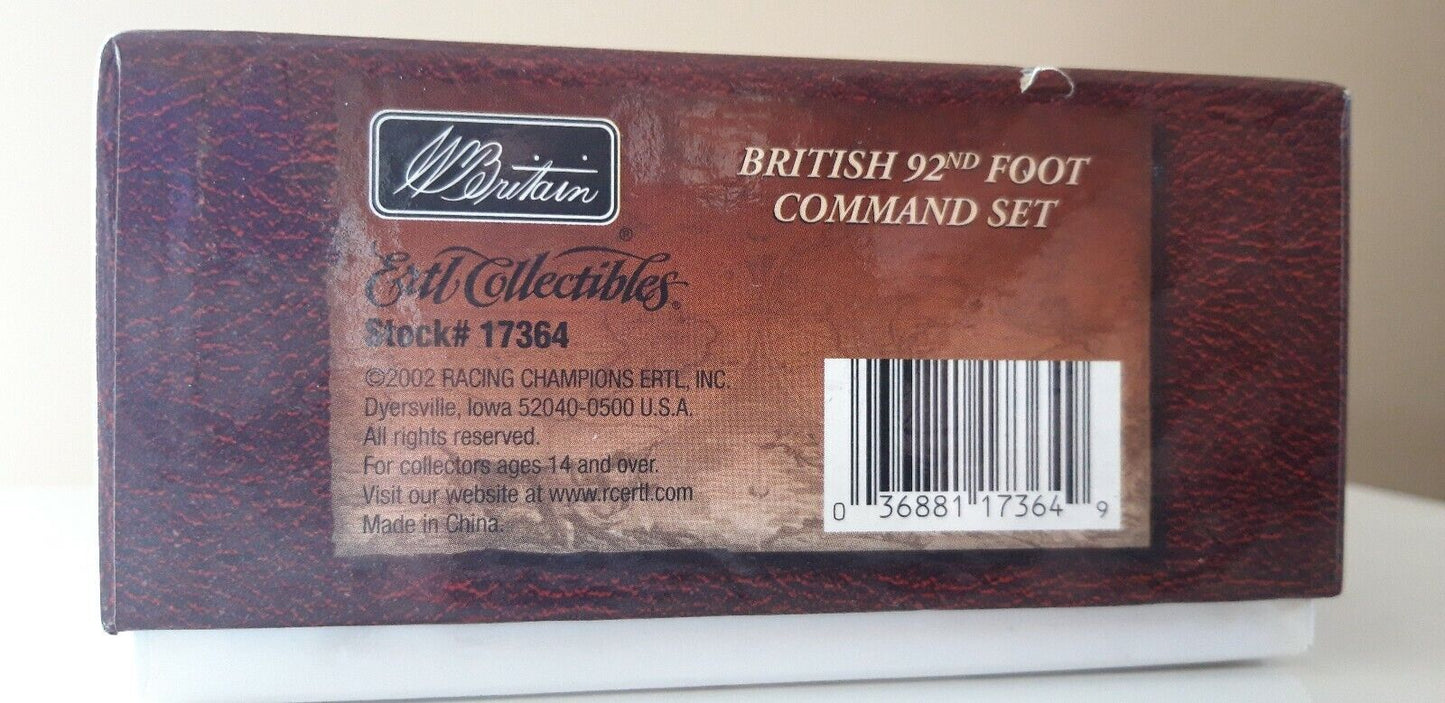 WBritain
®
BRITISH 92ND FOOT
COMMAND SET
Ertl Collectibles®
Stock# 17364
©2002 RACING CHAMPIONS ERTL, INC.
Dyersville, Iowa 52040-0500 U.S.A.
All rights reserved.
For collectors ages 14 and over.
Visit our website at www.rcertl.com
Made in China.
0 36881 17364 9